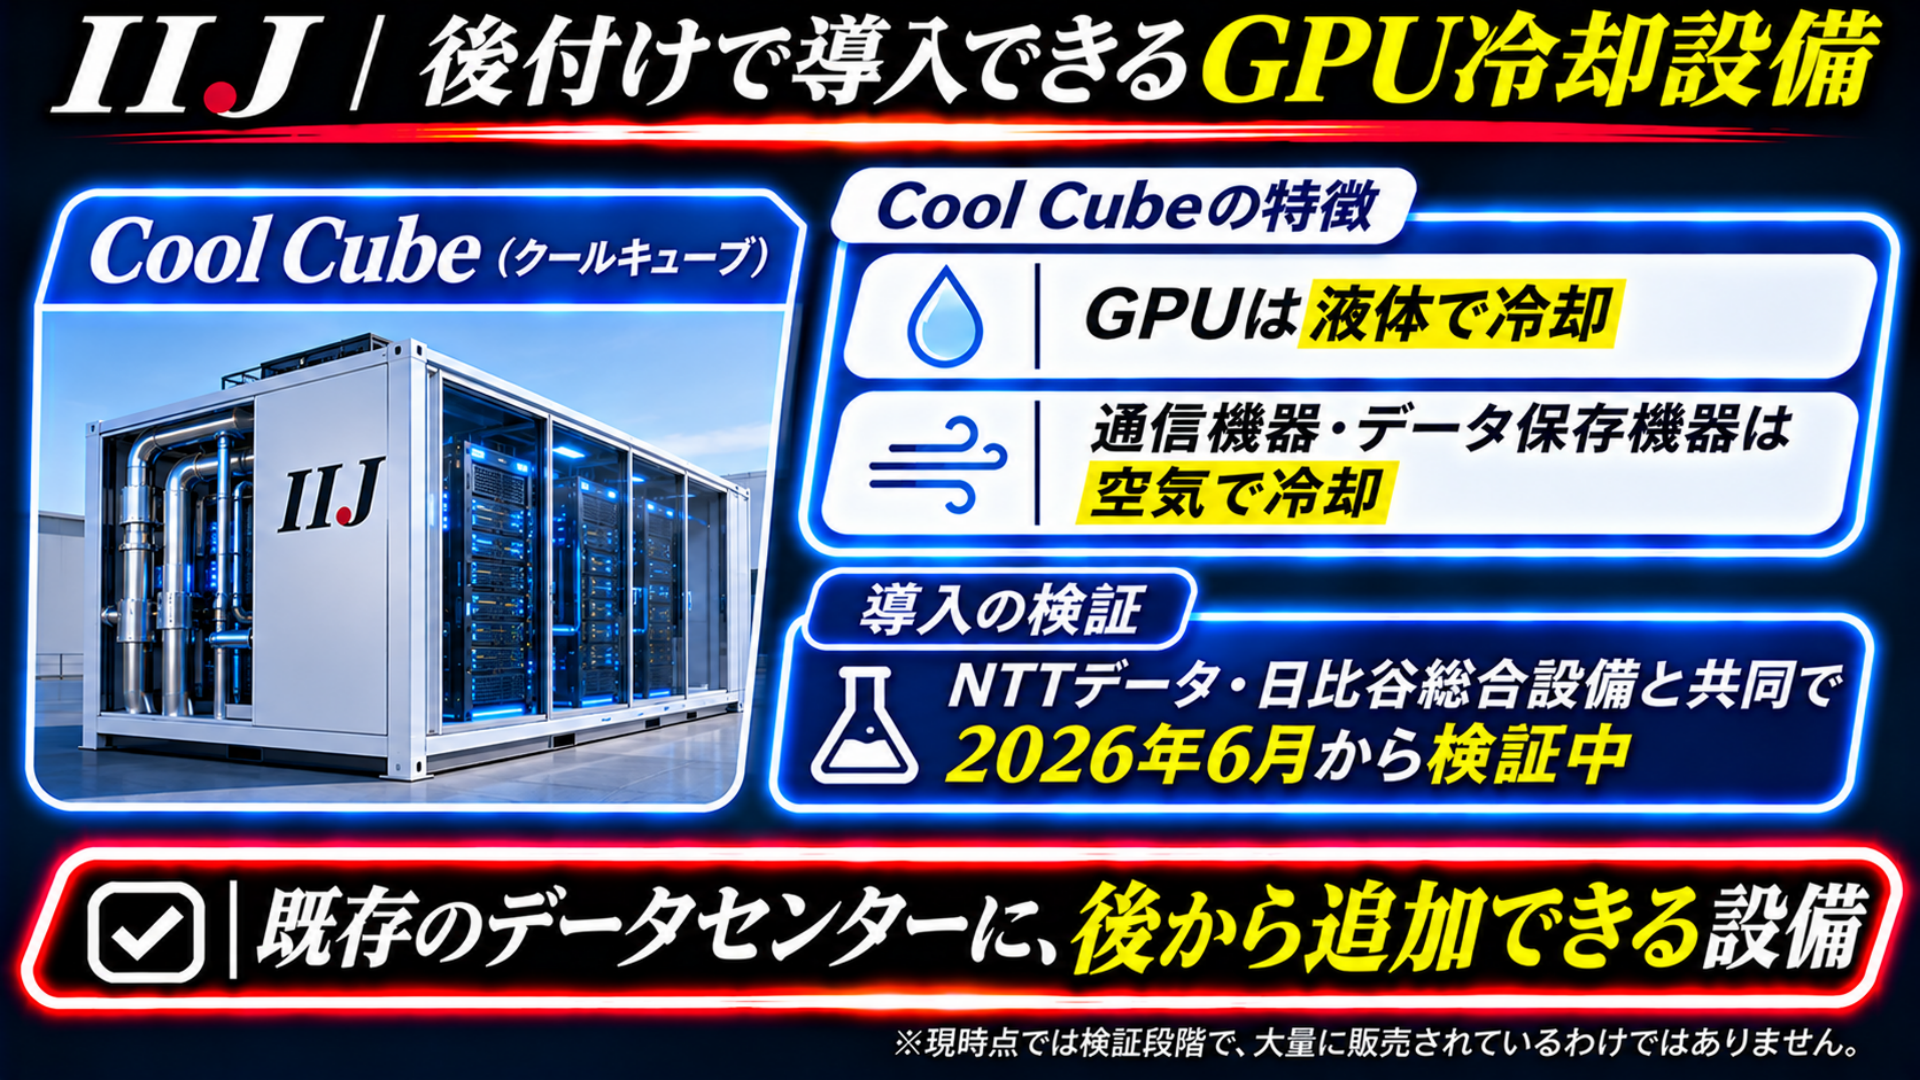 IIJ | 後付けで導入できるGPU冷却設備
Cool Cube (クールキューブ)
IIJ
Cool Cubeの特徴
GPUは 液体で冷却
通信機器・データ保存機器は
空気で冷却
導入の検証
NTTデータ・日比谷総合設備と共同で
2026年6月から検証中
既存のデータセンターに、後から追加できる設備
※現時点では検証段階で、大量に販売されているわけではありません。